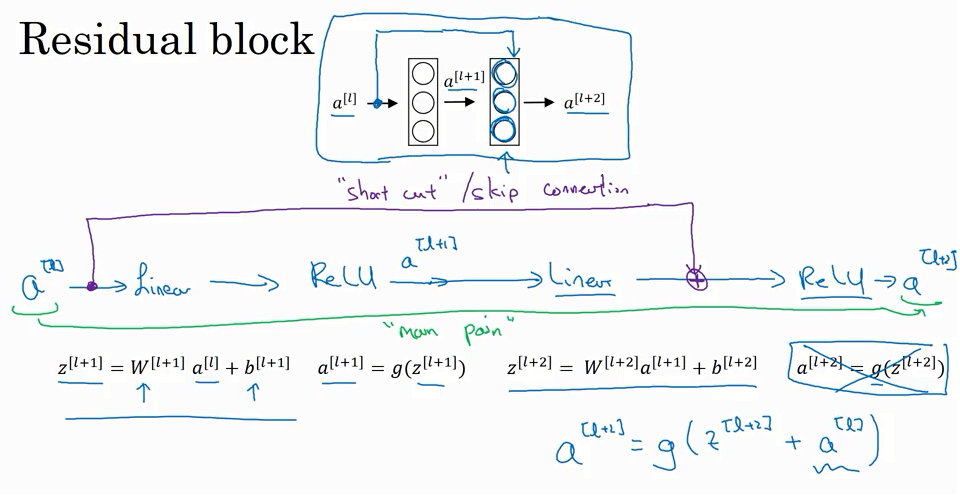 Residual block
a^[l] a^[l+1] a^[l+2]
"short cut" / skip connection
a^[l] → Linear → ReLU a^[l+1] → Linear → ReLU → a^[l+2]
"main path"
z^[l+1] = W^[l+1] a^[l] + b^[l+1] a^[l+1] = g(z^[l+1]) z^[l+2] = W^[l+2]a^[l+1] + b^[l+2] a^[l+2] = g(z^[l+2])
a^[l+2] = g(z^[l+2] + a^[l])